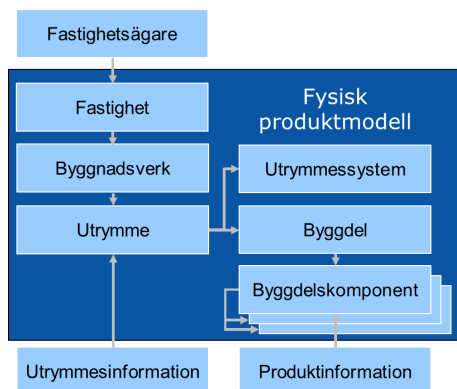 Fastighetsägare
Fysisk
produktmodell
Fastighet
Byggnadsverk
Utrymmessystem
Utrymme
Byggdel
Byggdelskomponent
Utrymmesinformation
Produktinformation